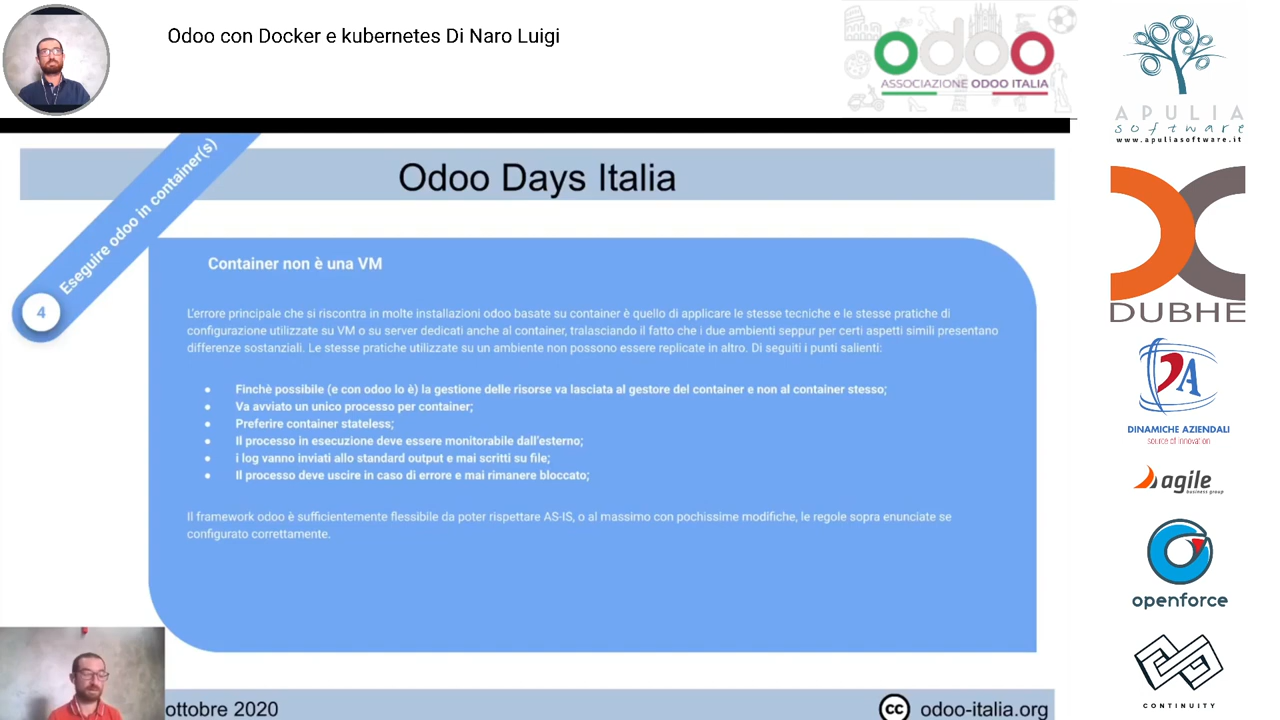 Odoo con Docker e kubernetes Di Naro Luigi
odoo
ASSOCIAZIONE ODOO ITALIA
APULIA
software
www.apuliasoftware.it
Odoo Days Italia
Eseguire odoo in container(s)
4
Container non è una VM
L'errore principale che si riscontra in molte installazioni odoo basate su container è quello di applicare le stesse tecniche e le stesse pratiche di
configurazione utilizzate su VM o su server dedicati anche al container, tralasciando il fatto che i due ambienti seppur per certi aspetti simili presentano
differenze sostanziali. Le stesse pratiche utilizzate su un ambiente non possono essere replicate in altro. Di seguiti i punti salienti:
● Finchè possibile (e con odoo lo è) la gestione delle risorse va lasciata al gestore del container e non al container stesso;
● Va avviato un unico processo per container;
● Preferire container stateless;
● Il processo in esecuzione deve essere monitorabile dall'esterno;
● i log vanno inviati allo standard output e mai scritti su file;
● Il processo deve uscire in caso di errore e mai rimanere bloccato;
Il framework odoo è sufficientemente flessibile da poter rispettare AS-IS, o al massimo con pochissime modifiche, le regole sopra enunciate se
configurato correttamente.
DUBHE
DA
DINAMICHE AZIENDALI
source of innovation
agile
business group
openforce
CONTINUITY
ottobre 2020
cc odoo-italia.org